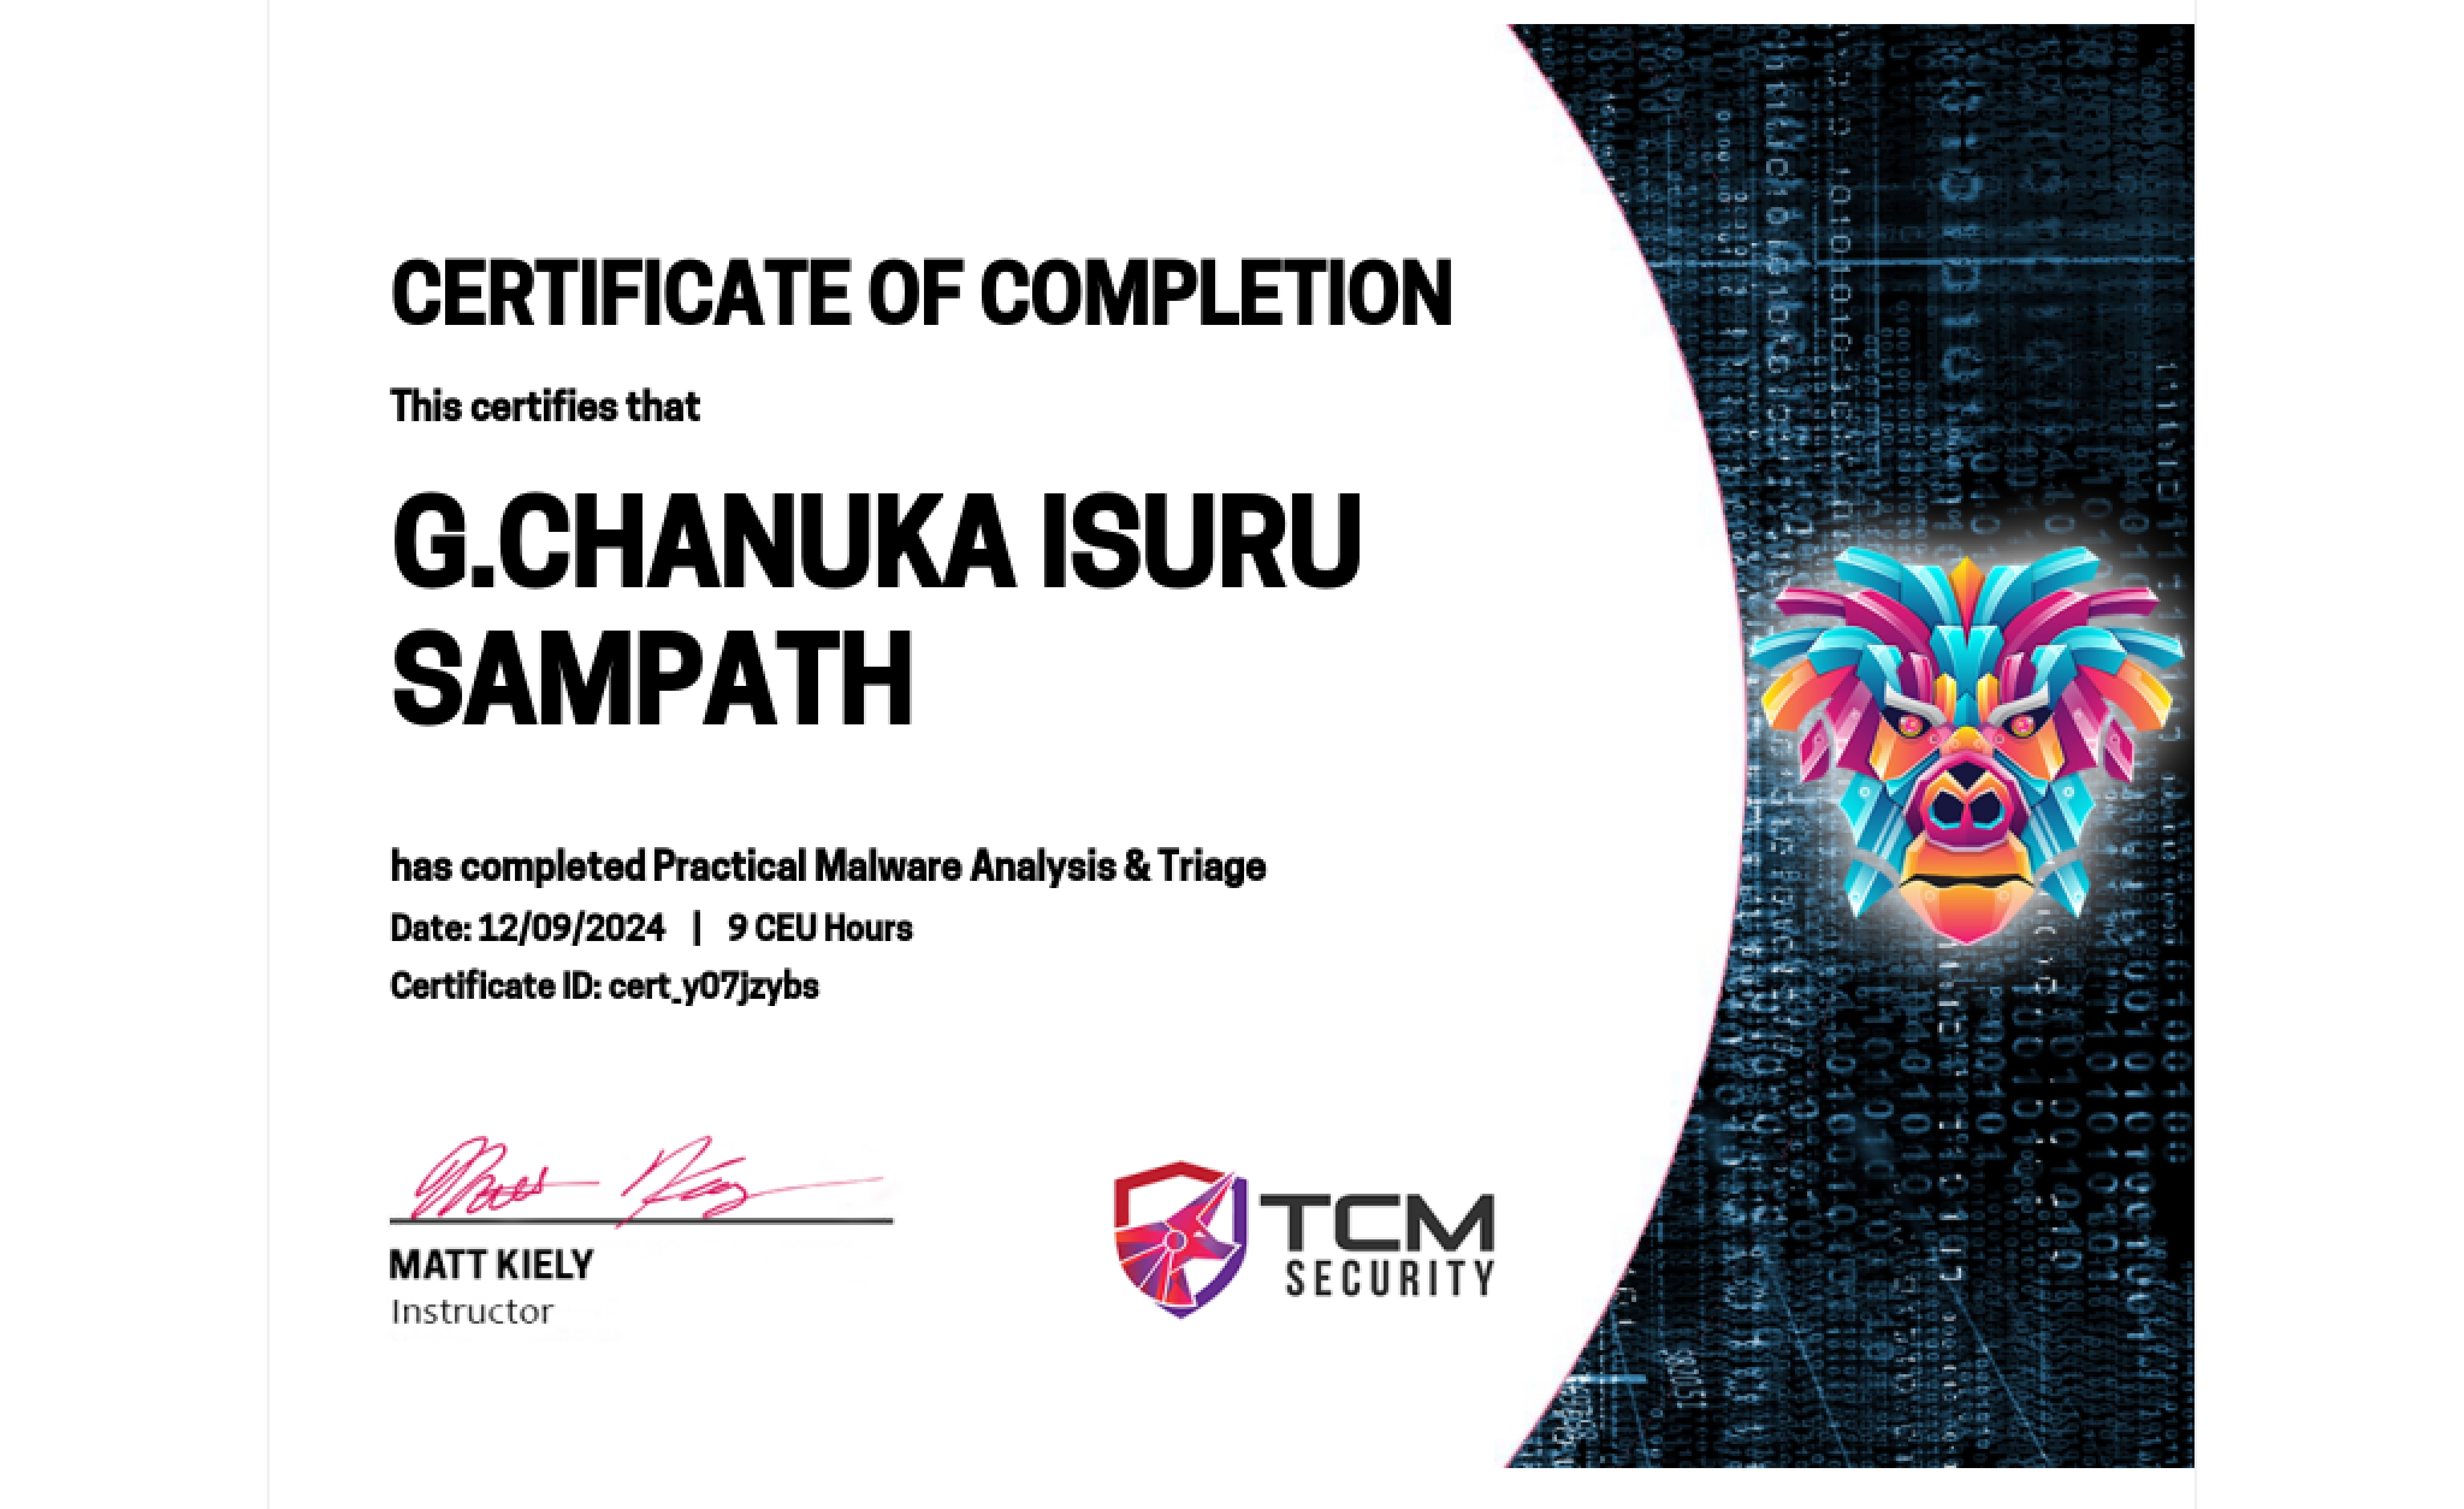 CERTIFICATE OF COMPLETION
This certifies that
G.CHANUKA ISURU
SAMPATH
has completed Practical Malware Analysis & Triage
Date: 12/09/2024 | 9 CEU Hours
Certificate ID: cert_y07jzybs
MATT KIELY
Instructor
TCM
SECURITY